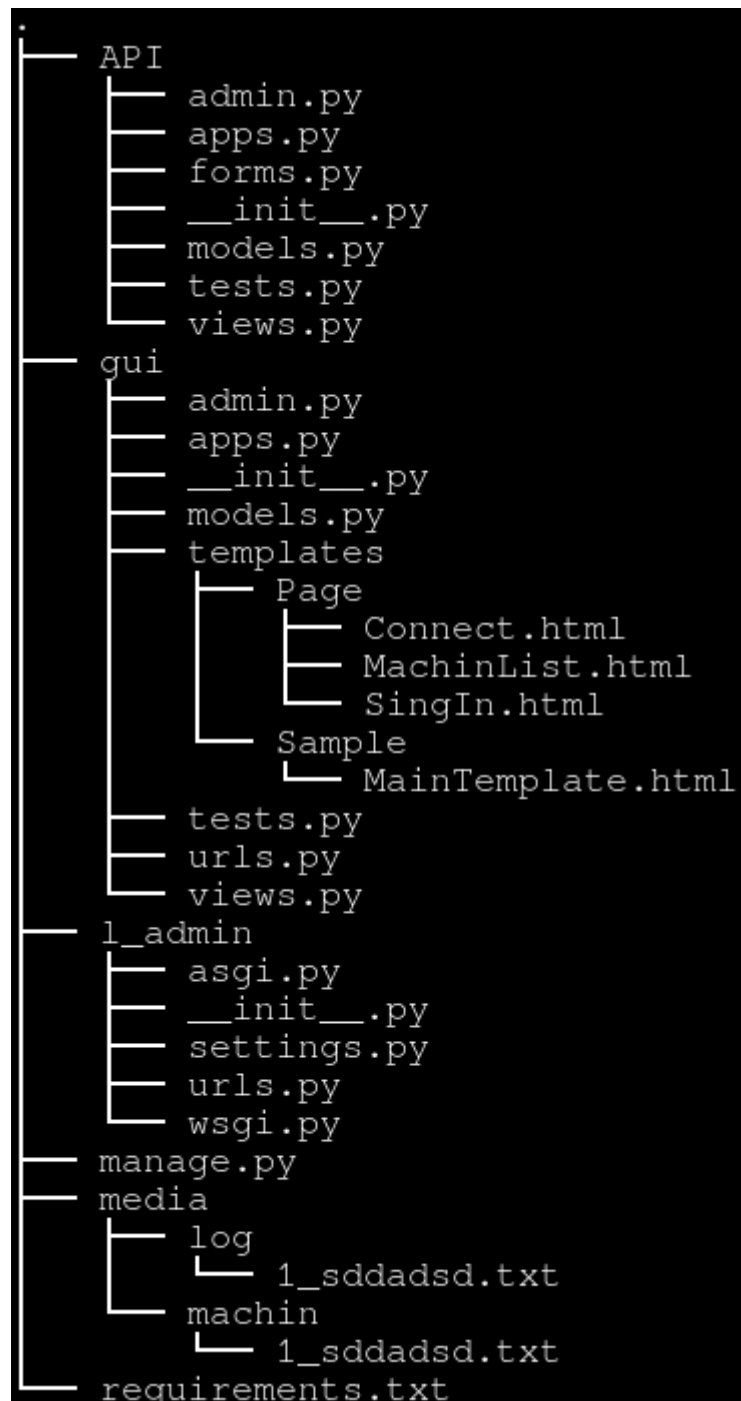 .
├── API
│   ├── admin.py
│   ├── apps.py
│   ├── forms.py
│   ├── __init__.py
│   ├── models.py
│   ├── tests.py
│   └── views.py
├── gui
│   ├── admin.py
│   ├── apps.py
│   ├── __init__.py
│   ├── models.py
│   ├── templates
│   │   ├── Page
│   │   │   ├── Connect.html
│   │   │   ├── MachinList.html
│   │   │   └── SingIn.html
│   │   └── Sample
│   │       └── MainTemplate.html
│   ├── tests.py
│   ├── urls.py
│   └── views.py
├── l_admin
│   ├── asgi.py
│   ├── __init__.py
│   ├── settings.py
│   ├── urls.py
│   └── wsgi.py
├── manage.py
├── media
│   ├── log
│   │   └── 1_sddadsd.txt
│   └── machin
│       └── 1_sddadsd.txt
└── requirements.txt